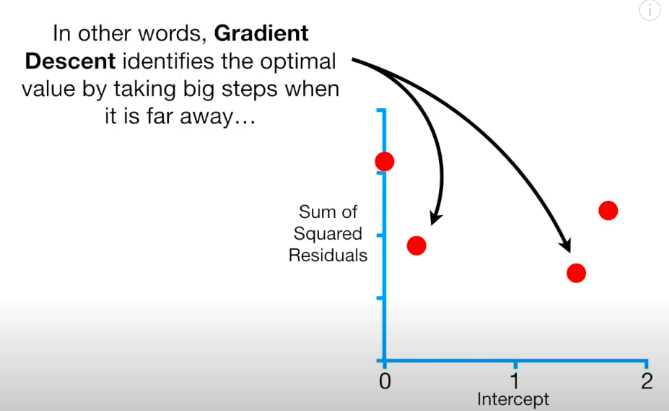 In other words, Gradient
Descent identifies the optimal
value by taking big steps when
it is far away…
Sum of
Squared
Residuals
0
1
2
Intercept